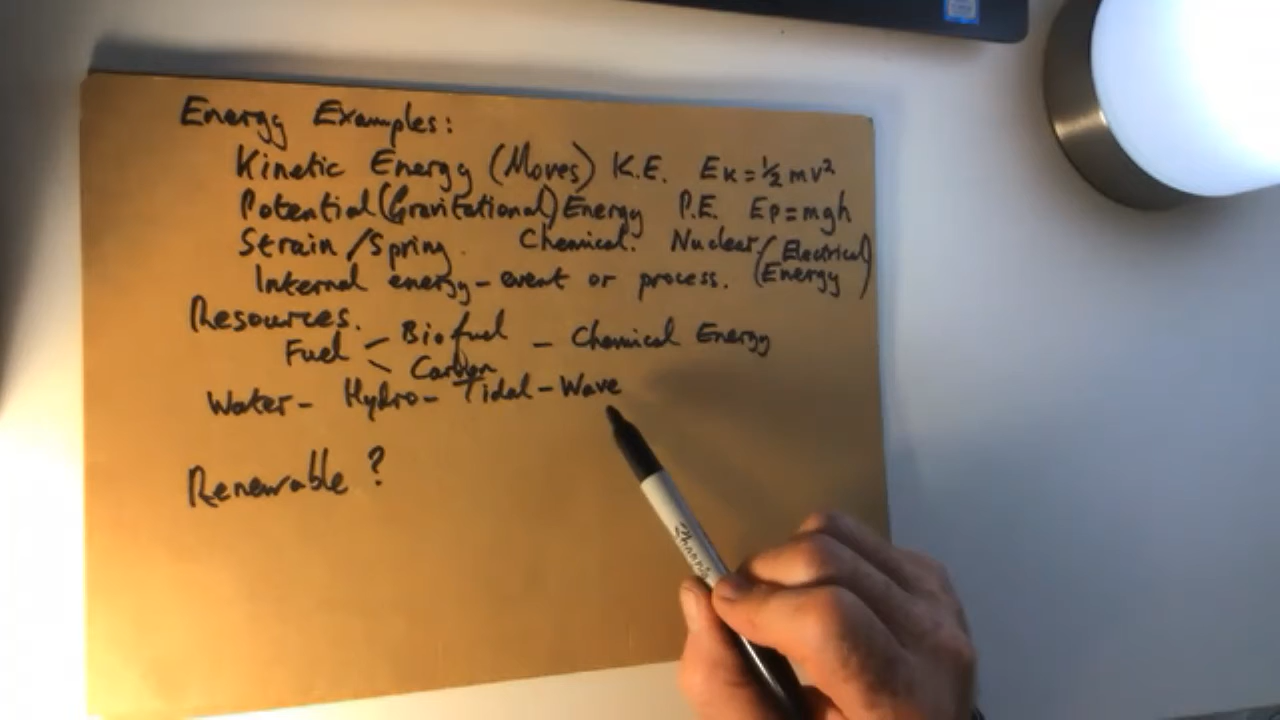 Energy Examples:
Kinetic Energy (Moves) K.E. EK=½mv²
Potential (Gravitational) Energy P.E. Ep=mgh
Strain/Spring. Chemical. Nuclear. (Electrical
Internal energy - event or process. Energy)
Resources.
Fuel - Biofuel - Chemical Energy
- Carbon
Water - Hydro - Tidal - Wave
Renewable?